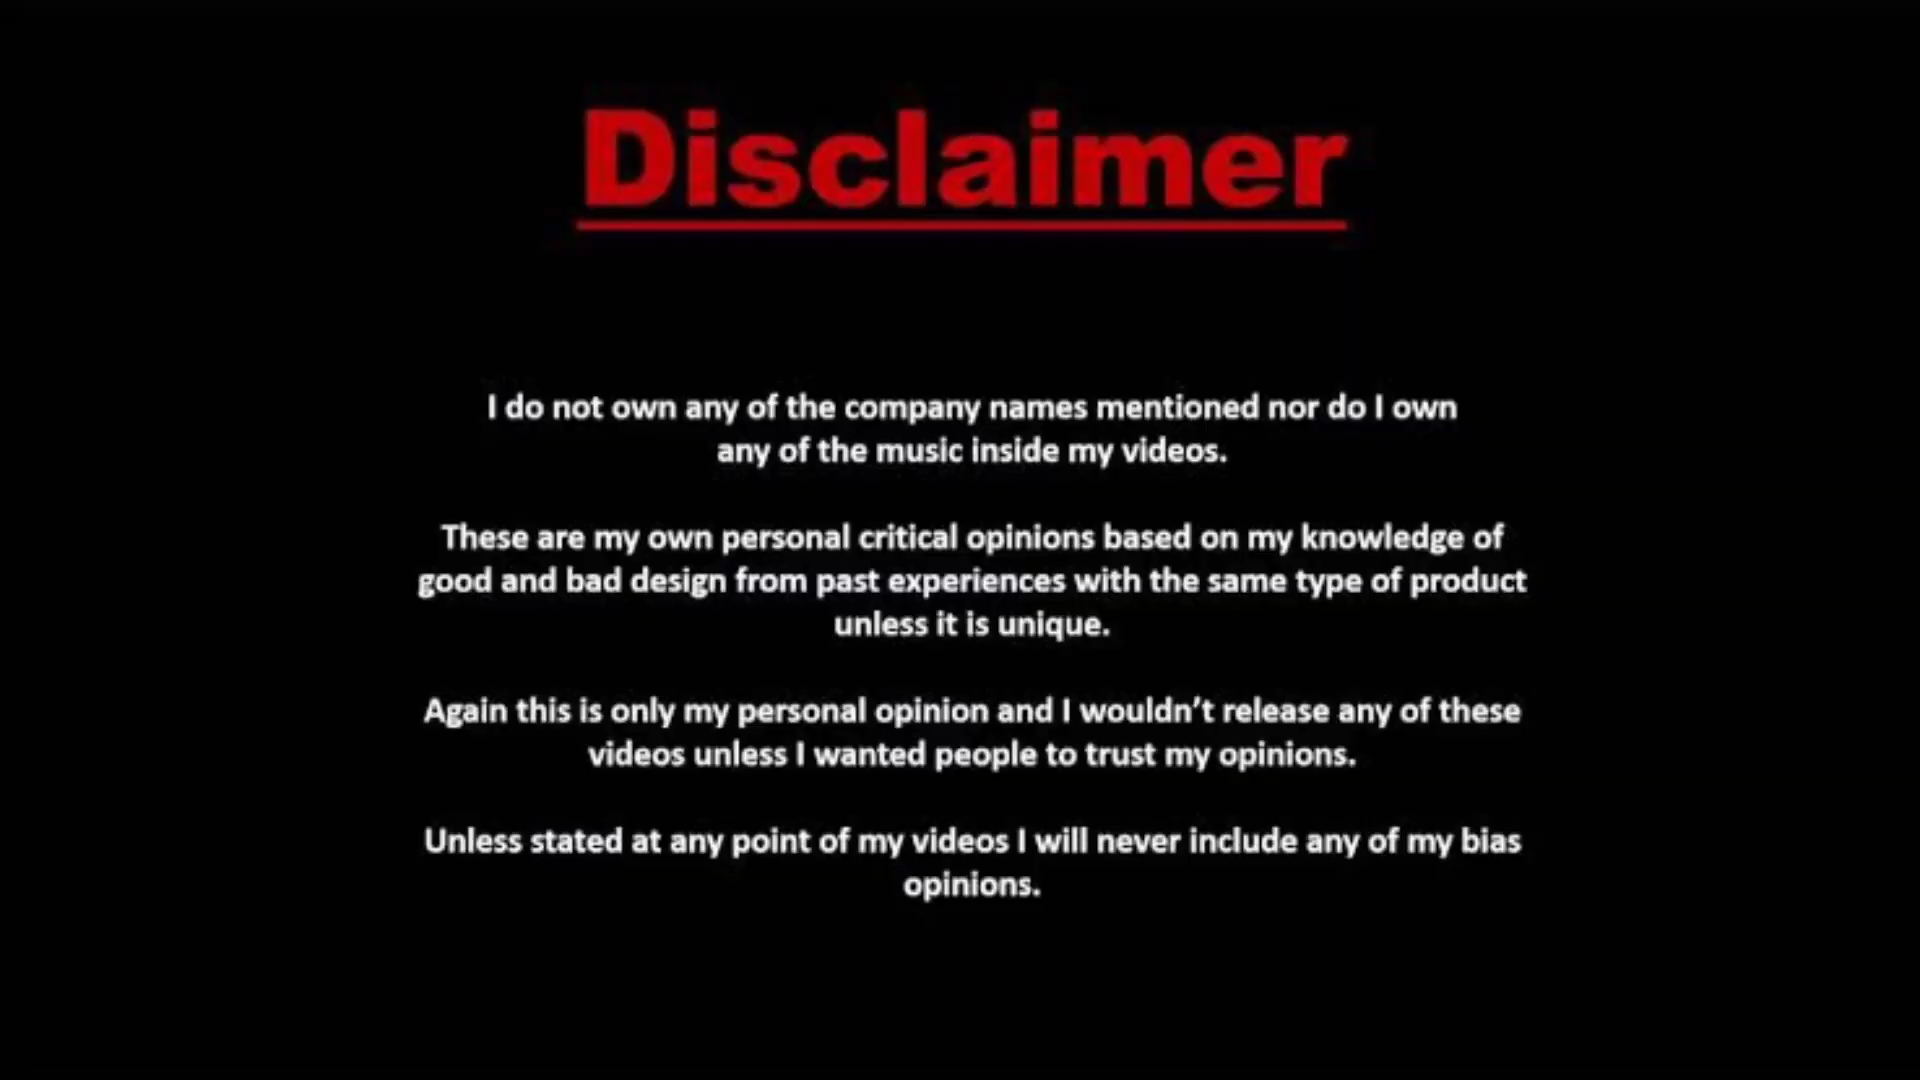 Disclaimer
I do not own any of the company names mentioned nor do I own
any of the music inside my videos.
These are my own personal critical opinions based on my knowledge of
good and bad design from past experiences with the same type of product
unless it is unique.
Again this is only my personal opinion and I wouldn’t release any of these
videos unless I wanted people to trust my opinions.
Unless stated at any point of my videos I will never include any of my bias
opinions.